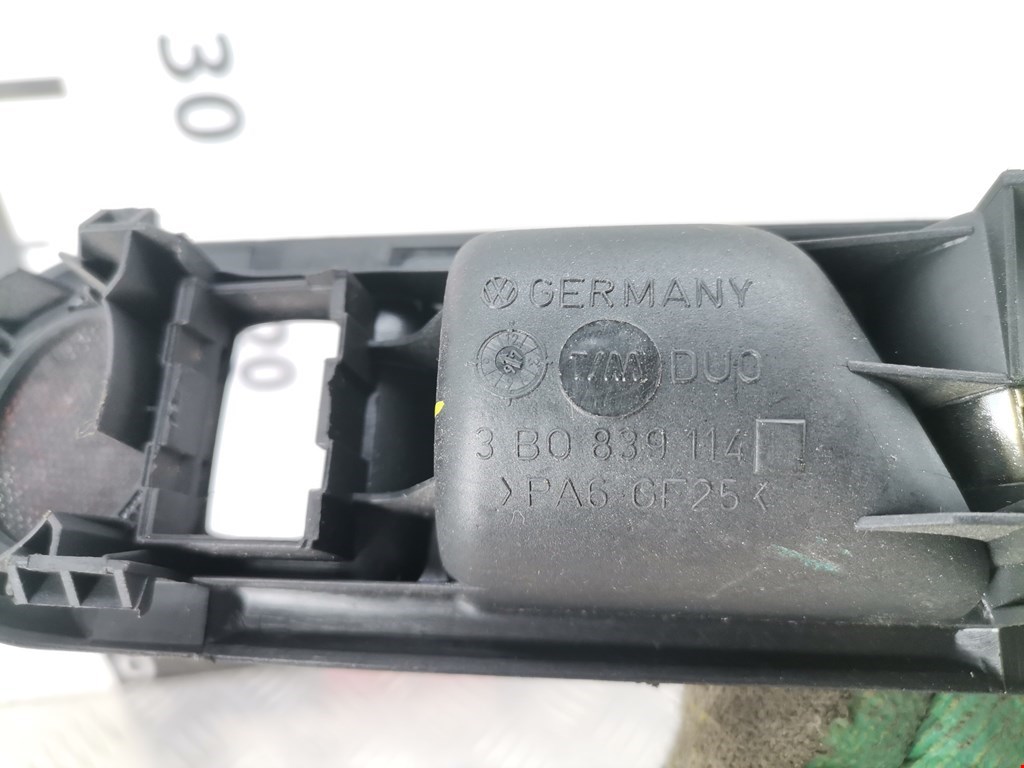 30
GERMANY
DUO
3 B0 839 114
>PA6 GF25<